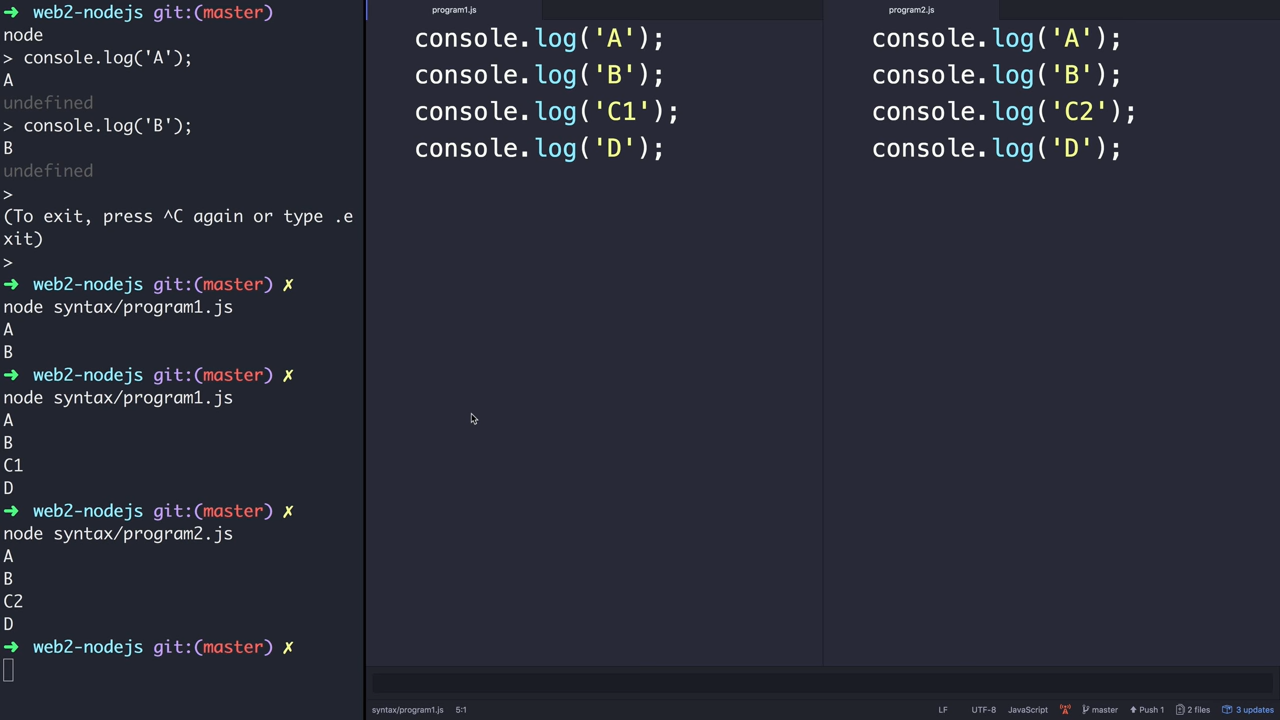 ➜ web2-nodejs git:(master)
node
> console.log('A');
A
undefined
> console.log('B');
B
undefined
>
(To exit, press ^C again or type .e
xit)
>
➜ web2-nodejs git:(master) ✗
node syntax/program1.js
A
B
➜ web2-nodejs git:(master) ✗
node syntax/program1.js
A
B
C1
D
➜ web2-nodejs git:(master) ✗
node syntax/program2.js
A
B
C2
D
➜ web2-nodejs git:(master) ✗
program1.js
console.log('A');
console.log('B');
console.log('C1');
console.log('D');
program2.js
console.log('A');
console.log('B');
console.log('C2');
console.log('D');
syntax/program1.js 5:1 LF UTF-8 JavaScript master Push 1 2 files 3 updates